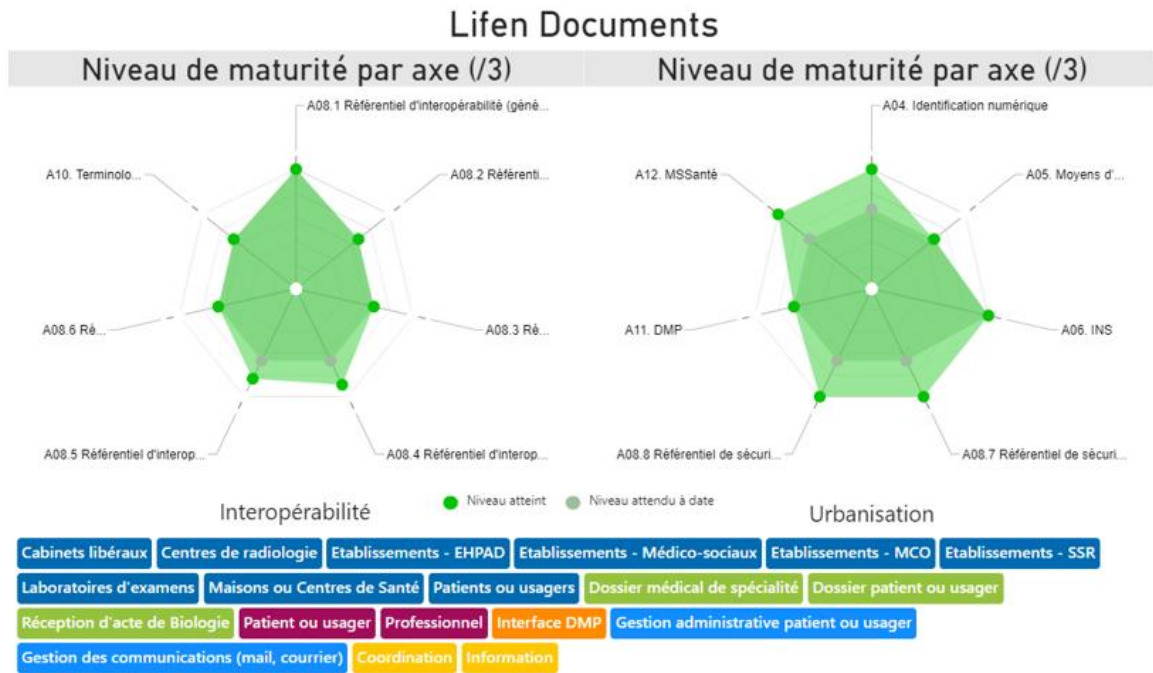 Lifen Documents
Niveau de maturité par axe (/3)
Niveau de maturité par axe (/3)
A08.1 Référentiel d'interopérabilité (géné...
A10. Terminolo...
A08.2 Référenti...
A08.6 Ré...
A08.3 Ré...
A08.5 Référentiel d'interop...
A08.4 Référentiel d'interop...
A04. Identification numérique
A12. MSSanté
A05. Moyens d'...
A11. DMP
A06. INS
A08.8 Référentiel de sécuri...
A08.7 Référentiel de sécuri...
Interopérabilité
Niveau atteint
Niveau attendu à date
Urbanisation
Cabinets libéraux Centres de radiologie Etablissements - EHPAD Etablissements - Médico-sociaux Etablissements - MCO Etablissements - SSR
Laboratoires d'examens Maisons ou Centres de Santé Patients ou usagers Dossier médical de spécialité Dossier patient ou usager
Réception d'acte de Biologie Patient ou usager Professionnel Interface DMP Gestion administrative patient ou usager
Gestion des communications (mail, courrier) Coordination Information